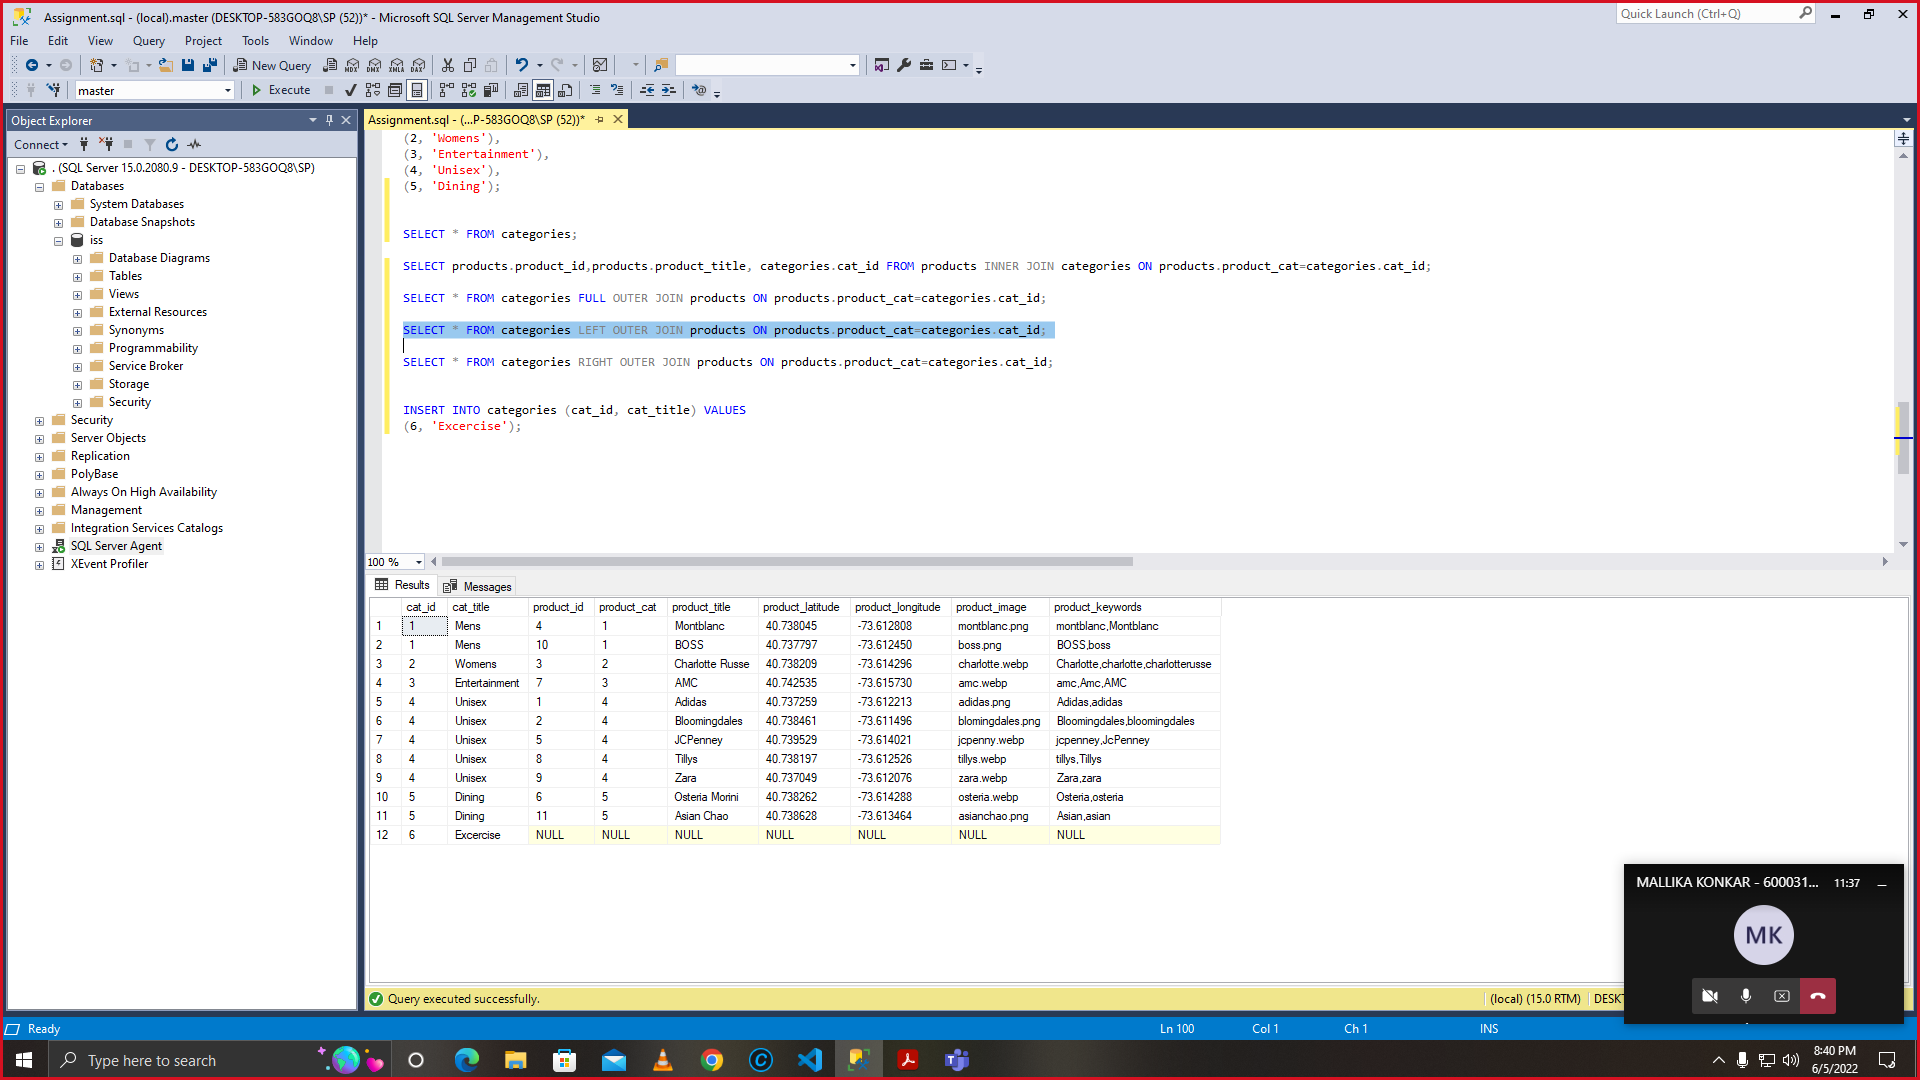 Assignment.sql - (local).master (DESKTOP-583GOQ8\SP (52))* - Microsoft SQL Server Management Studio
Quick Launch (Ctrl+Q)
File Edit View Query Project Tools Window Help
New Query
MDX DMX XMLA DAX
master
Execute
Object Explorer
Assignment.sql - (...P-583GOQ8\SP (52))*
Connect
. (SQL Server 15.0.2080.9 - DESKTOP-583GOQ8\SP)
Databases
System Databases
Database Snapshots
iss
Database Diagrams
Tables
Views
External Resources
Synonyms
Programmability
Service Broker
Storage
Security
Security
Server Objects
Replication
PolyBase
Always On High Availability
Management
Integration Services Catalogs
SQL Server Agent
XEvent Profiler
(2, 'Womens'),
(3, 'Entertainment'),
(4, 'Unisex'),
(5, 'Dining');
SELECT * FROM categories;
SELECT products.product_id,products.product_title, categories.cat_id FROM products INNER JOIN categories ON products.product_cat=categories.cat_id;
SELECT * FROM categories FULL OUTER JOIN products ON products.product_cat=categories.cat_id;
SELECT * FROM categories LEFT OUTER JOIN products ON products.product_cat=categories.cat_id;
SELECT * FROM categories RIGHT OUTER JOIN products ON products.product_cat=categories.cat_id;
INSERT INTO categories (cat_id, cat_title) VALUES
(6, 'Excercise');
100 %
Results Messages
cat_id cat_title product_id product_cat product_title product_latitude product_longitude product_image product_keywords
1 1 Mens 4 1 Montblanc 40.738045 -73.612808 montblanc.png montblanc,Montblanc
2 1 Mens 10 1 BOSS 40.737797 -73.612450 boss.png BOSS,boss
3 2 Womens 3 2 Charlotte Russe 40.738209 -73.614296 charlotte.webp Charlotte,charlotte,charlotterusse
4 3 Entertainment 7 3 AMC 40.742535 -73.615730 amc.webp amc,Amc,AMC
5 4 Unisex 1 4 Adidas 40.737259 -73.612213 adidas.png Adidas,adidas
6 4 Unisex 2 4 Bloomingdales 40.738461 -73.611496 blomingdales.png Bloomingdales,bloomingdales
7 4 Unisex 5 4 JCPenney 40.739529 -73.614021 jcpenny.webp jcpenney,JcPenney
8 4 Unisex 8 4 Tillys 40.738197 -73.612526 tillys.webp tillys,Tillys
9 4 Unisex 9 4 Zara 40.737049 -73.612076 zara.webp Zara,zara
10 5 Dining 6 5 Osteria Morini 40.738262 -73.614288 osteria.webp Osteria,osteria
11 5 Dining 11 5 Asian Chao 40.738628 -73.613464 asianchao.png Asian,asian
12 6 Excercise NULL NULL NULL NULL NULL NULL NULL
MALLIKA KONKAR - 600031... 11:37
MK
Query executed successfully. (local) (15.0 RTM) DESKT
Ready Ln 100 Col 1 Ch 1 INS
Type here to search
8:40 PM
6/5/2022